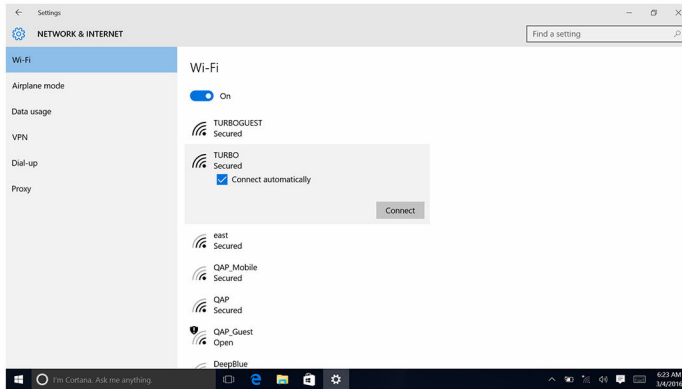 Settings
NETWORK & INTERNET
Find a setting
Wi-Fi
Airplane mode
Data usage
VPN
Dial-up
Proxy
Wi-Fi
On
TURBOGUEST
Secured
TURBO
Secured
Connect automatically
Connect
east
Secured
QAP_Mobile
Secured
QAP
Secured
QAP_Guest
Open
DeepBlue
I'm Cortana. Ask me anything.
6:23 AM
3/4/2016